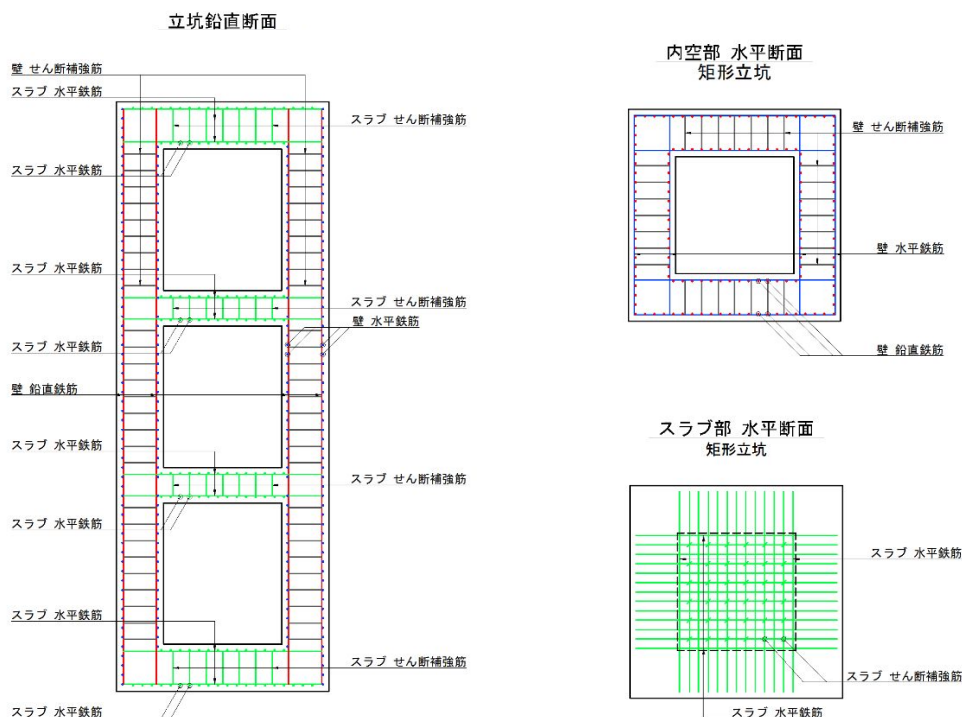 立坑鉛直断面
壁 せん断補強筋
スラブ 水平鉄筋
スラブ せん断補強筋
スラブ 水平鉄筋
スラブ 水平鉄筋
スラブ せん断補強筋
壁 水平鉄筋
スラブ 水平鉄筋
壁 鉛直鉄筋
スラブ 水平鉄筋
スラブ せん断補強筋
スラブ 水平鉄筋
スラブ 水平鉄筋
スラブ せん断補強筋
スラブ 水平鉄筋
内空部 水平断面
矩形立坑
壁 せん断補強筋
壁 水平鉄筋
壁 鉛直鉄筋
スラブ部 水平断面
矩形立坑
スラブ 水平鉄筋
スラブ せん断補強筋
スラブ 水平鉄筋